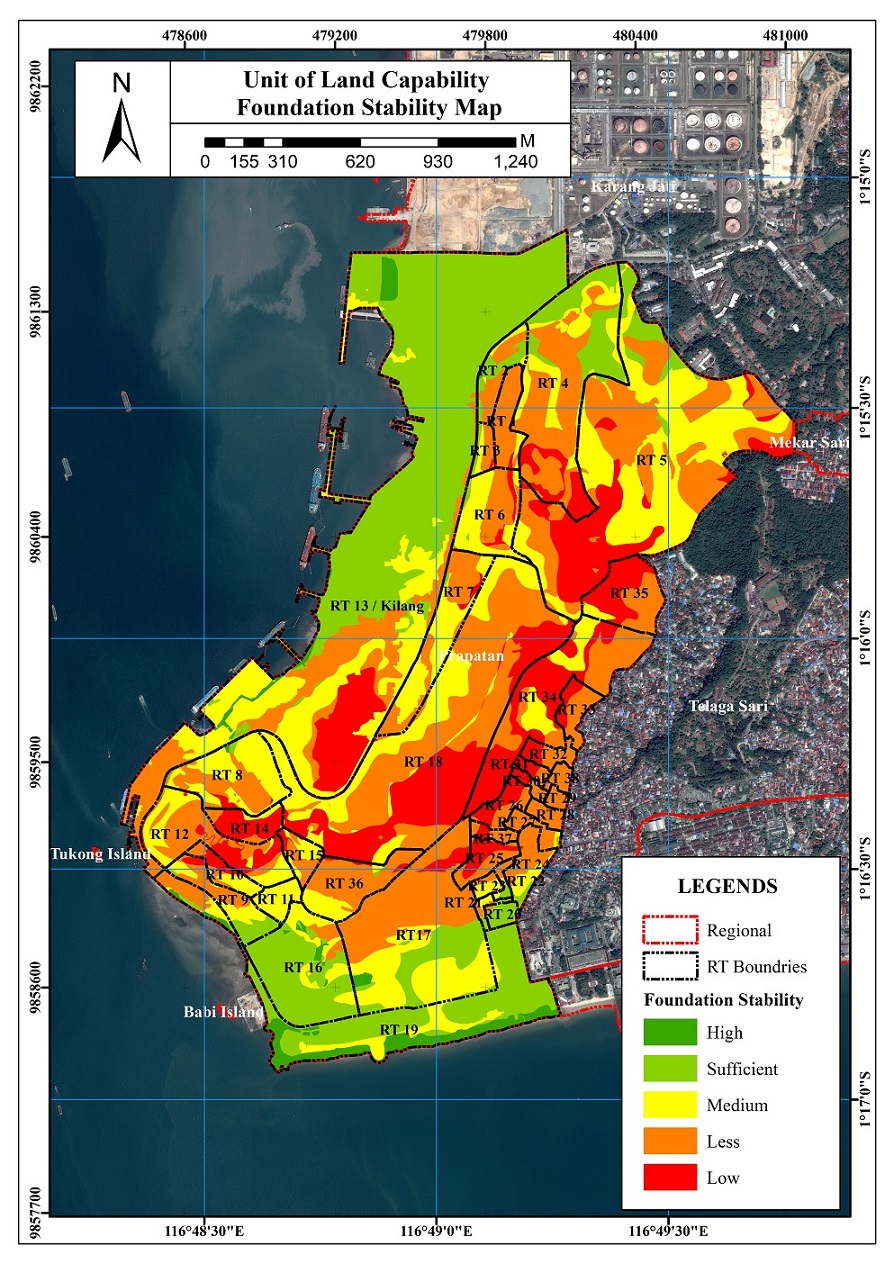 478600 479200 479800 480400 481000
N
Unit of Land Capability
Foundation Stability Map
M
0 155 310 620 930 1,240
9862200
9861300
9860400
9859500
9858600
9857700
1°15'0"S
1°15'30"S
1°16'0"S
1°16'30"S
1°17'0"S
Karang Jati
RT 2
RT 4
RT
RT 3
RT 5
Mekar Sari
RT 6
RT 7
RT 35
RT 13 / Kilang
Prapatan
RT 34
Telaga Sari
RT 18
RT 32
RT 8
RT 38
RT 29
RT 26
RT 28
RT 12
RT 14
RT 37
Tukong Island
RT 15
RT 25
RT 24
RT 10
RT 36
RT 23
RT 22
RT 9
RT 11
RT 21
RT 20
RT17
RT 16
Babi Island
RT 19
LEGENDS
Regional
RT Boundries
Foundation Stability
High
Sufficient
Medium
Less
Low
116°48'30"E 116°49'0"E 116°49'30"E